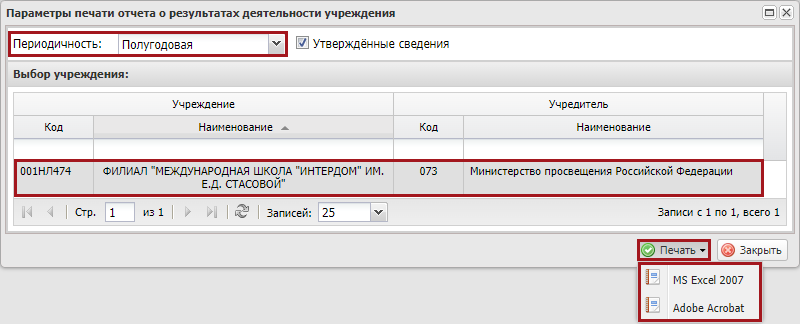 Параметры печати отчета о результатах деятельности учреждения
Периодичность: Полугодовая Утверждённые сведения
Выбор учреждения:
Учреждение Учредитель
Код Наименование Код Наименование
001НЛ474 ФИЛИАЛ "МЕЖДУНАРОДНАЯ ШКОЛА "ИНТЕРДОМ" ИМ. 073 Министерство просвещения Российской Федерации
Е.Д. СТАСОВОЙ"
Стр. 1 из 1 Записей: 25 Записи с 1 по 1, всего 1
Печать Закрыть
MS Excel 2007
Adobe Acrobat